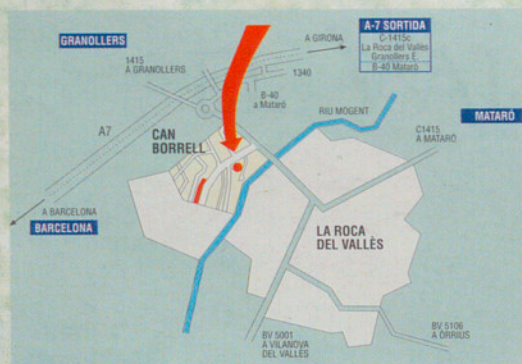 GRANOLLERS
A GIRONA
A-7 SORTIDA
C-1415c
La Roca del Vallès
Granollers E.
B-40 Mataró
1415
A GRANOLLERS
1340
B-40
a Mataró
RIU MOGENT
MATARÓ
C1415
A MATARÓ
A7
CAN
BORRELL
A BARCELONA
BARCELONA
LA ROCA
DEL VALLÈS
BV 5001
A VILANOVA
DEL VALLÈS
BV 5106
A ÒRRIUS